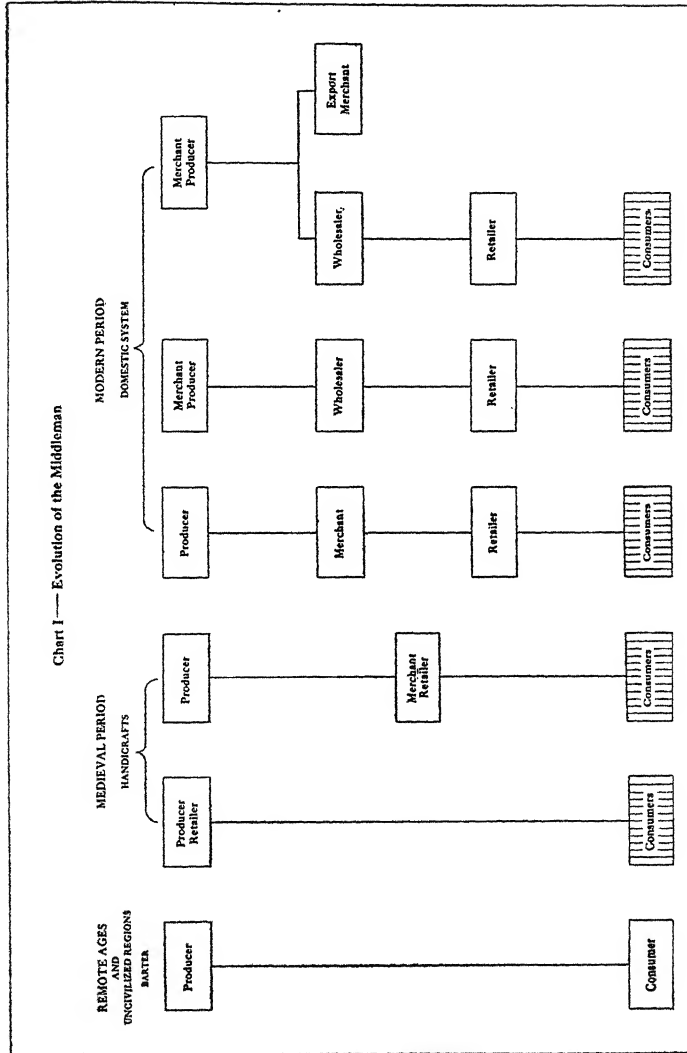 Chart I — Evolution of the Middleman
REMOTE AGES
AND
UNCIVILIZED REGIONS
BARTER
Producer
Consumer
MEDIEVAL PERIOD
HANDICRAFTS
Producer
Retailer
Consumers
Producer
Merchant
Retailer
Consumers
MODERN PERIOD
DOMESTIC SYSTEM
Producer
Merchant
Retailer
Consumers
Merchant
Producer
Wholesaler
Retailer
Consumers
Merchant
Producer
Wholesaler,
Export
Merchant
Retailer
Consumers